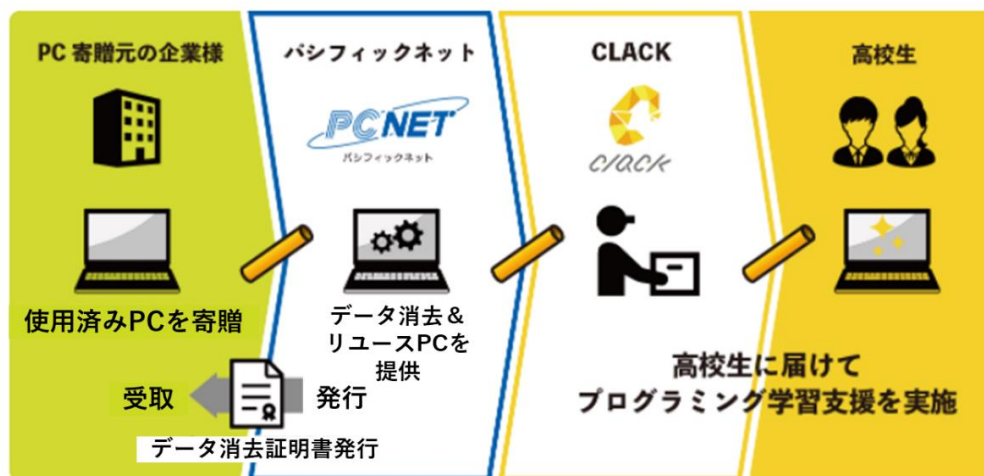 PC 寄贈元の企業様
パシフィックネット
CLACK
高校生
PC NET
パシフィックネット
clack
使用済みPCを寄贈
データ消去＆
リユースPCを
提供
受取
発行
データ消去証明書発行
高校生に届けて
プログラミング学習支援を実施